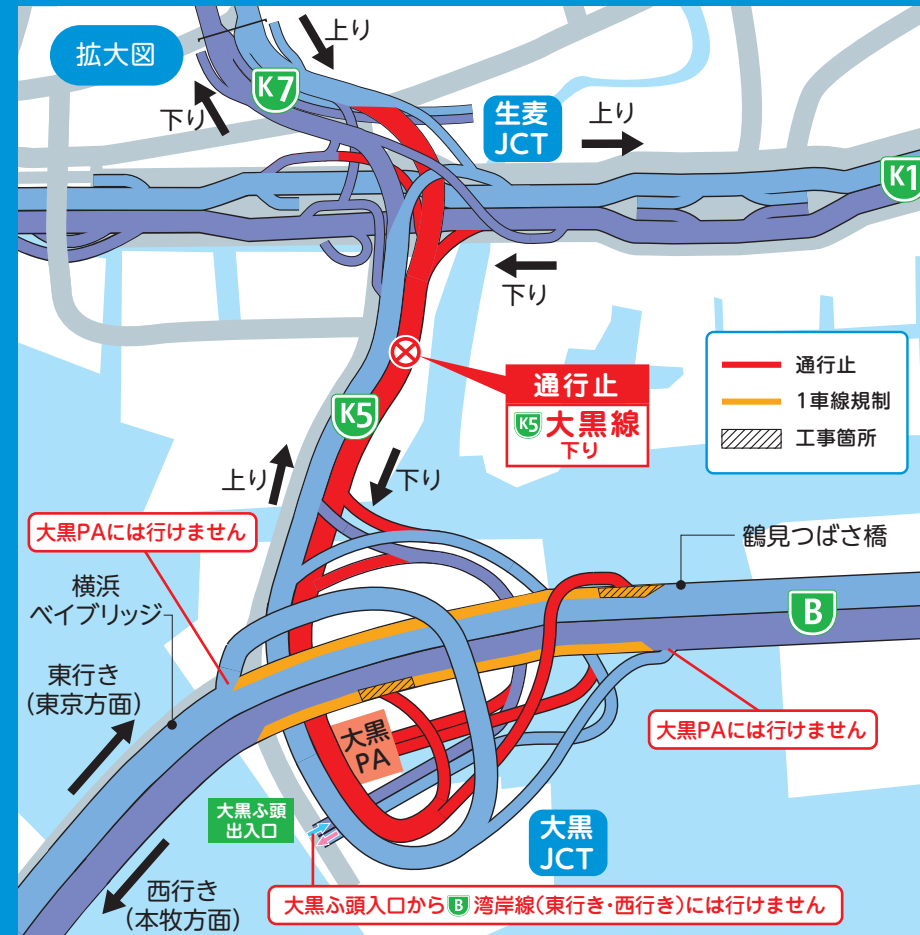 拡大図
上り
K7
下り
生麦
JCT
上り
K1
下り
通行止
K5 大黒線
下り
通行止
1車線規制
工事箇所
K5
上り
下り
大黒PAには行けません
鶴見つばさ橋
横浜
ベイブリッジ
B
東行き
(東京方面)
大黒PAには行けません
大黒
PA
大黒ふ頭
出入口
大黒
JCT
西行き
(本牧方面)
大黒ふ頭入口から B 湾岸線(東行き・西行き)には行けません